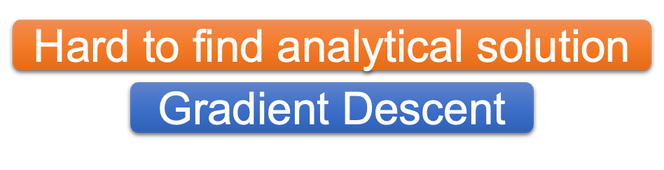 Hard to find analytical solution
Gradient Descent